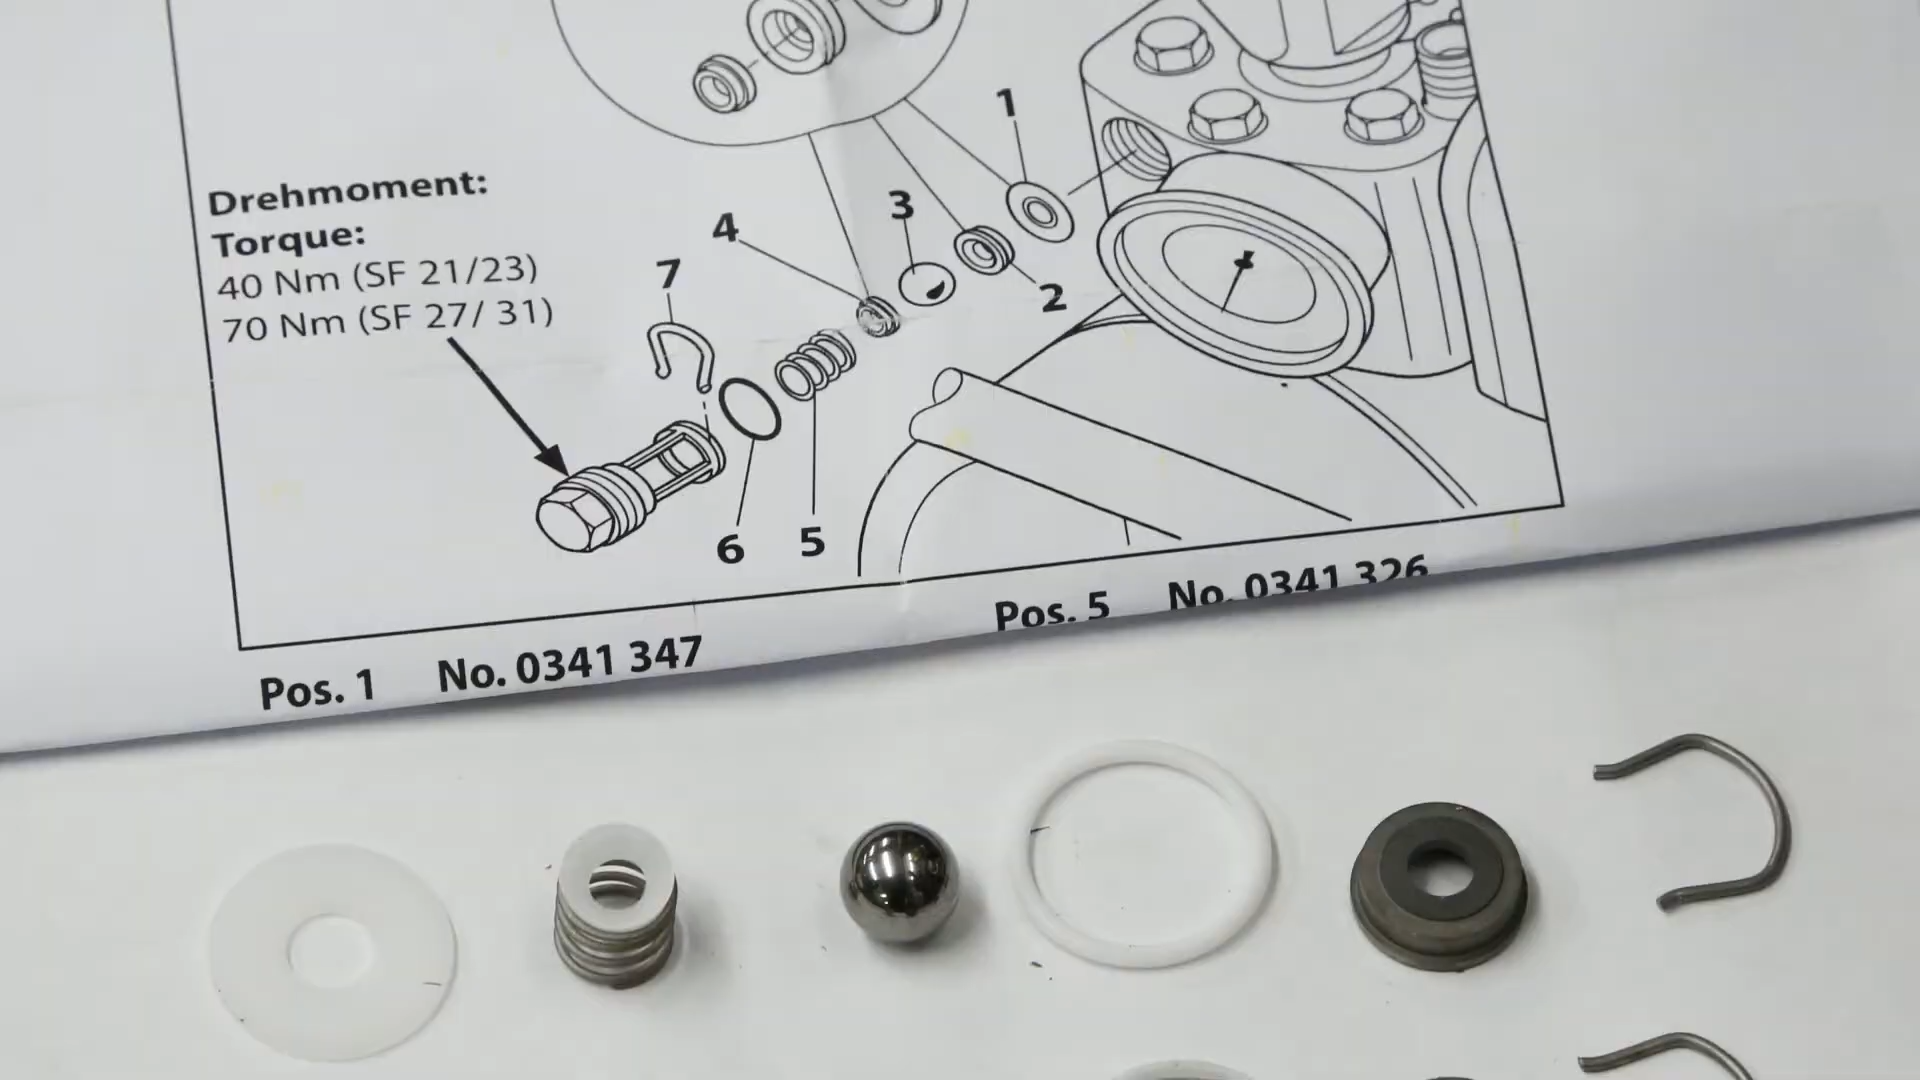 1
Drehmoment:
Torque:
40 Nm (SF 21/23)
70 Nm (SF 27/ 31)
3
4
7
2
6
5
Pos. 1 No. 0341 347
Pos. 5 No. 0341 326